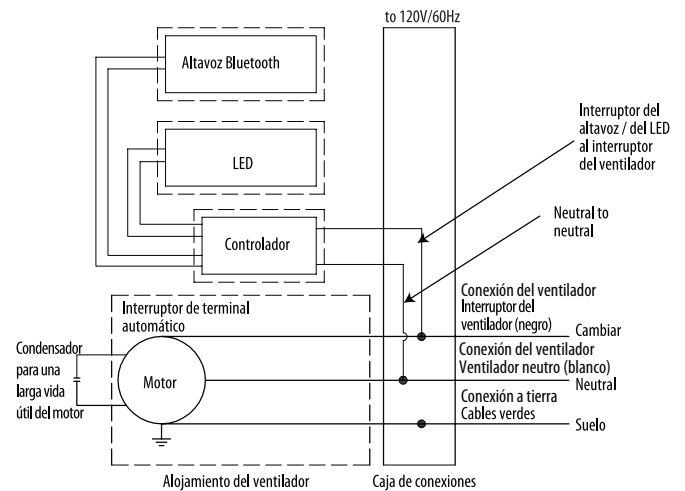 to 120V/60Hz
Altavoz Bluetooth
Interruptor del
altavoz / del LED
al interruptor
del ventilador
LED
Neutral to
neutral
Controlador
Interruptor de terminal
automático
Conexión del ventilador
Interruptor del
ventilador (negro)
Cambiar
Condensador
para una
larga vida
útil del motor
Motor
Conexión del ventilador
Ventilador neutro (blanco)
Neutral
Conexión a tierra
Cables verdes
Suelo
Alojamiento del ventilador
Caja de conexiones